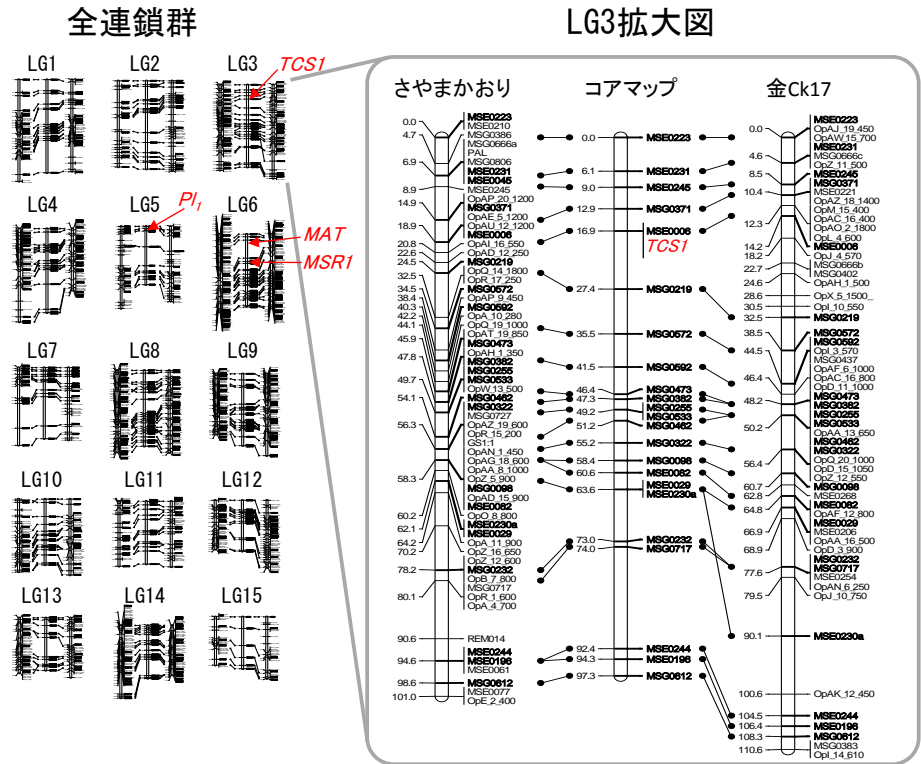 全連鎖群
LG1
LG2
LG3
TCS1
LG4
LG5
PI₁
LG6
MAT
MSR1
LG7
LG8
LG9
LG10
LG11
LG12
LG13
LG14
LG15
LG3拡大図
さやまかおり
0.0
4.7
6.9
8.9
14.9
18.9
20.8
22.6
24.5
32.5
34.5
38.4
40.3
42.2
44.1
45.9
47.8
49.7
54.1
56.3
58.3
60.2
62.1
64.2
70.2
78.2
80.1
90.6
94.6
98.6
101.0
MSE0223
MSE0210
MSG0386
MSG0666a
PAL
MSG0806
MSE0231
MSE0045
MSE0245
OpAP_20_1200
MSG0371
OpAE_5_1200
OpAU_12_1200
MSE0006
OpAI_16_550
OpAD_12_250
MSG0219
OpQ_14_1800
OpR_17_250
MSG0572
OpAP_9_450
MSG0592
OpA_10_280
OpQ_19_1000
OpAT_19_850
MSG0473
OpAH_1_350
MSG0382
MSG0255
MSG0533
OpW_13_500
MSG0462
MSG0322
MSG0727
OpAZ_19_600
OpR_15_200
GS1:1
OpAN_1_450
OpAG_18_600
OpAA_8_1000
OpZ_5_900
MSG0098
OpAD_15_900
MSE0082
OpO_8_800
MSE0230a
MSE0029
OpA_11_900
OpZ_16_650
OpZ_12_600
MSG0232
OpB_7_800
MSG0717
OpR_1_600
OpA_4_700
REM014
MSE0244
MSE0196
MSE0061
MSG0612
MSE0077
OpE_2_400
コアマップ
0.0 MSE0223
6.1 MSE0231
9.0 MSE0245
12.9 MSG0371
16.9 MSE0006
TCS1
27.4 MSG0219
35.5 MSG0572
41.5 MSG0592
46.4 MSG0473
47.3 MSG0382
49.2 MSG0255
MSG0533
51.2 MSG0462
55.2 MSG0322
58.4 MSG0098
60.6 MSE0082
63.6 MSE0029
MSE0230a
73.0 MSG0232
74.0 MSG0717
92.4 MSE0244
94.3 MSE0196
97.3 MSG0612
金Ck17
0.0
4.6
8.5
10.4
12.3
14.2
18.2
22.7
24.6
28.6
30.5
32.5
38.5
44.5
46.4
48.2
50.2
56.4
60.7
62.8
64.8
66.9
68.9
77.6
79.5
90.1
100.6
104.5
106.4
108.3
110.6
MSE0223
OpAJ_19_450
OpAW_15_700
MSE0231
MSG0666c
OpZ_11_500
MSE0245
MSG0371
MSE0221
OpAZ_18_1400
OpM_15_400
OpAC_16_400
OpAO_2_1800
OpL_4_600
MSE0006
OpJ_4_570
MSG0666b
MSG0402
OpAH_1_500
OpX_5_1500_
OpI_10_550
MSG0219
MSG0572
MSG0592
OpI_3_570
MSG0437
OpAF_6_1000
OpAC_16_800
OpD_11_1000
MSG0473
MSG0382
MSG0255
MSG0533
OpAA_13_650
MSG0462
MSG0322
OpQ_20_1000
OpD_15_1050
OpZ_12_550
MSG0098
MSE0268
MSE0082
OpAF_12_800
MSE0029
MSE0206
OpAA_16_500
OpD_3_900
MSG0232
MSG0717
MSE0254
OpAN_6_250
OpJ_10_750
MSE0230a
OpAK_12_450
MSE0244
MSE0196
MSG0612
MSG0383
OpI_14_610